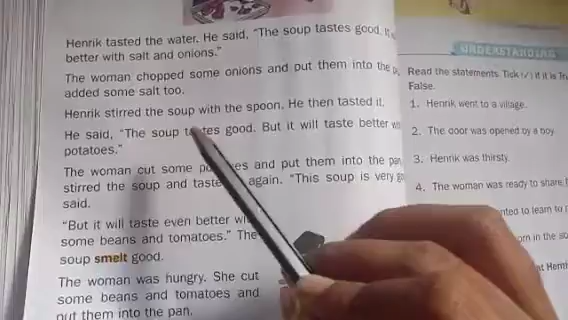 Henrik tasted the water. He said, "The soup tastes good.
better with salt and onions."
The woman chopped some onions and put them into the
added some salt too.
Henrik stirred the soup with the spoon. He then tasted it.
He said, "The soup tastes good. But it will taste better
potatoes."
The woman cut some and put them into the pan
stirred the soup and again. "This soup is very
said.
"But it will taste even better
some beans and tomatoes." The
soup smelt good.
The woman was hungry. She cut
some beans and tomatoes and
put them into the pan.
UNDERSTANDING
Read the statements. Tick (✓) if it is
False.
1. Henrik went to a village.
2. The door was opened by a boy
3. Henrik was thirsty.
4. The woman was ready to share
to learn to
in the
Henri